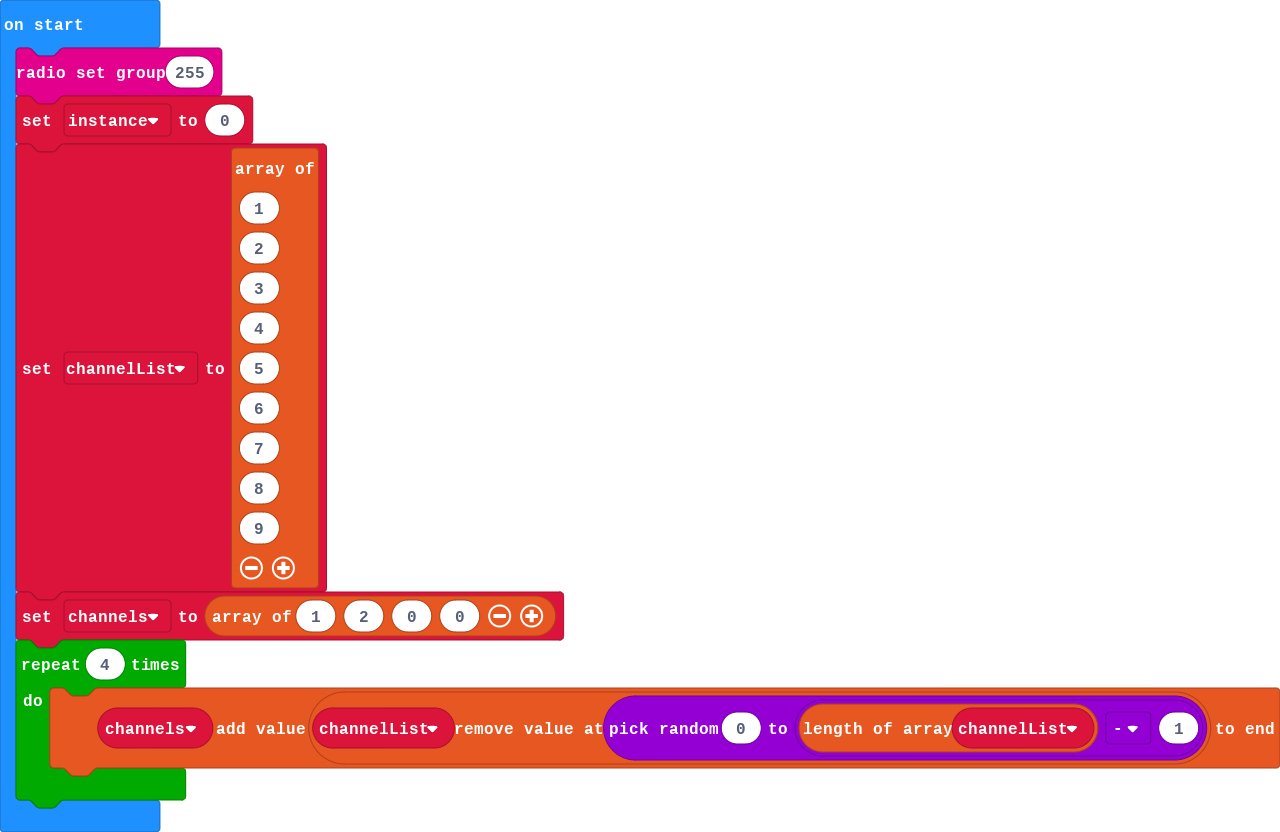 on start
radio set group 255
set instance to 0
array of
1
2
3
4
5
6
7
8
9
set channelList to
set channels to array of 1 2 0 0
repeat 4 times
do
channels add value channelList remove value at pick random 0 to length of array channelList - 1 to end